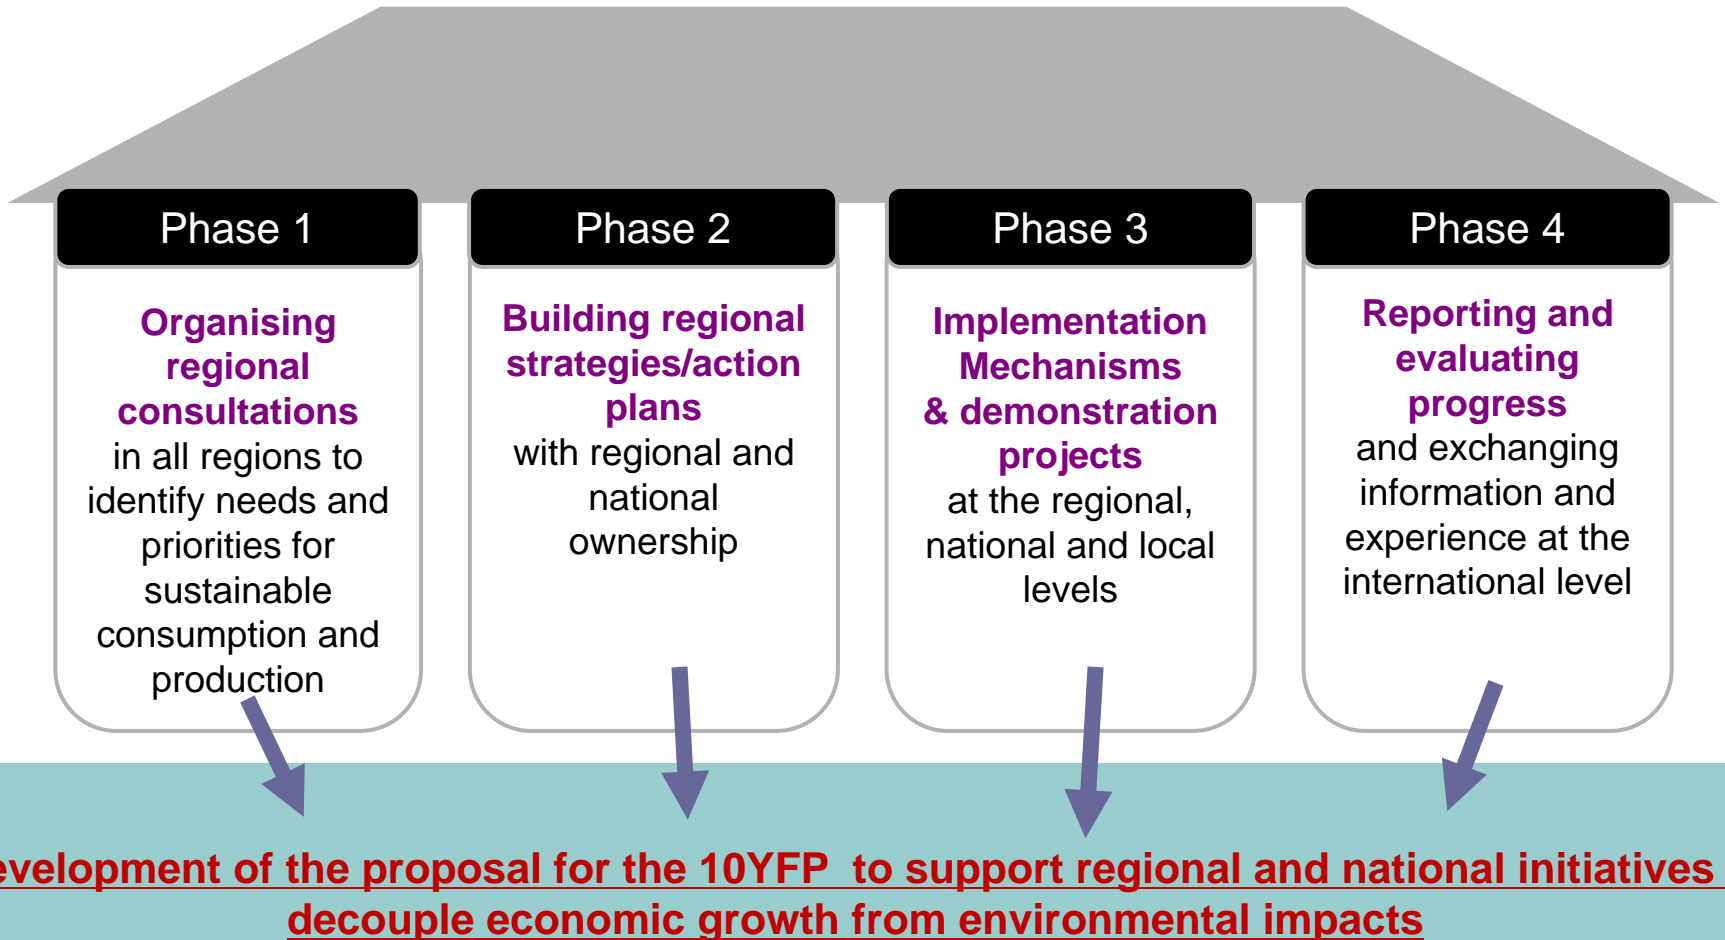 Phase 1
Organising
regional
consultations
in all regions to
identify needs and
priorities for
sustainable
consumption and
production
Phase 2
Building regional
strategies/action
plans
with regional and
national
ownership
Phase 3
Implementation
Mechanisms
& demonstration
projects
at the regional,
national and local
levels
Phase 4
Reporting and
evaluating
progress
and exchanging
information and
experience at the
international level
evelopment of the proposal for the 10YFP to support regional and national initiatives
decouple economic growth from environmental impacts